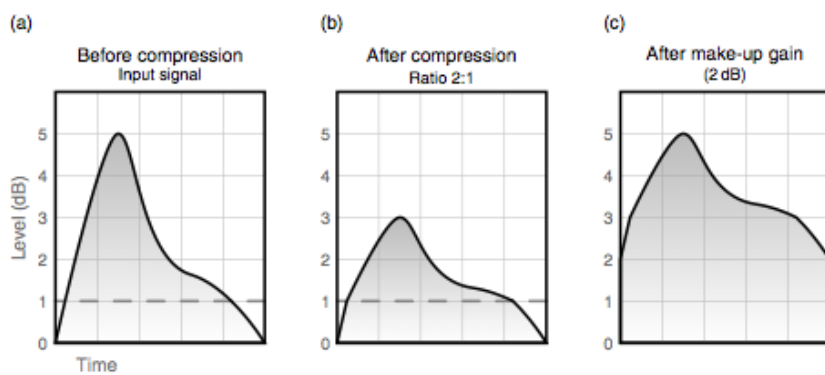 (a)
Before compression
Input signal
5
4
3
2
1
0
Level (dB)
Time
(b)
After compression
Ratio 2:1
5
4
3
2
1
0
(c)
After make-up gain
(2 dB)
5
4
3
2
1
0